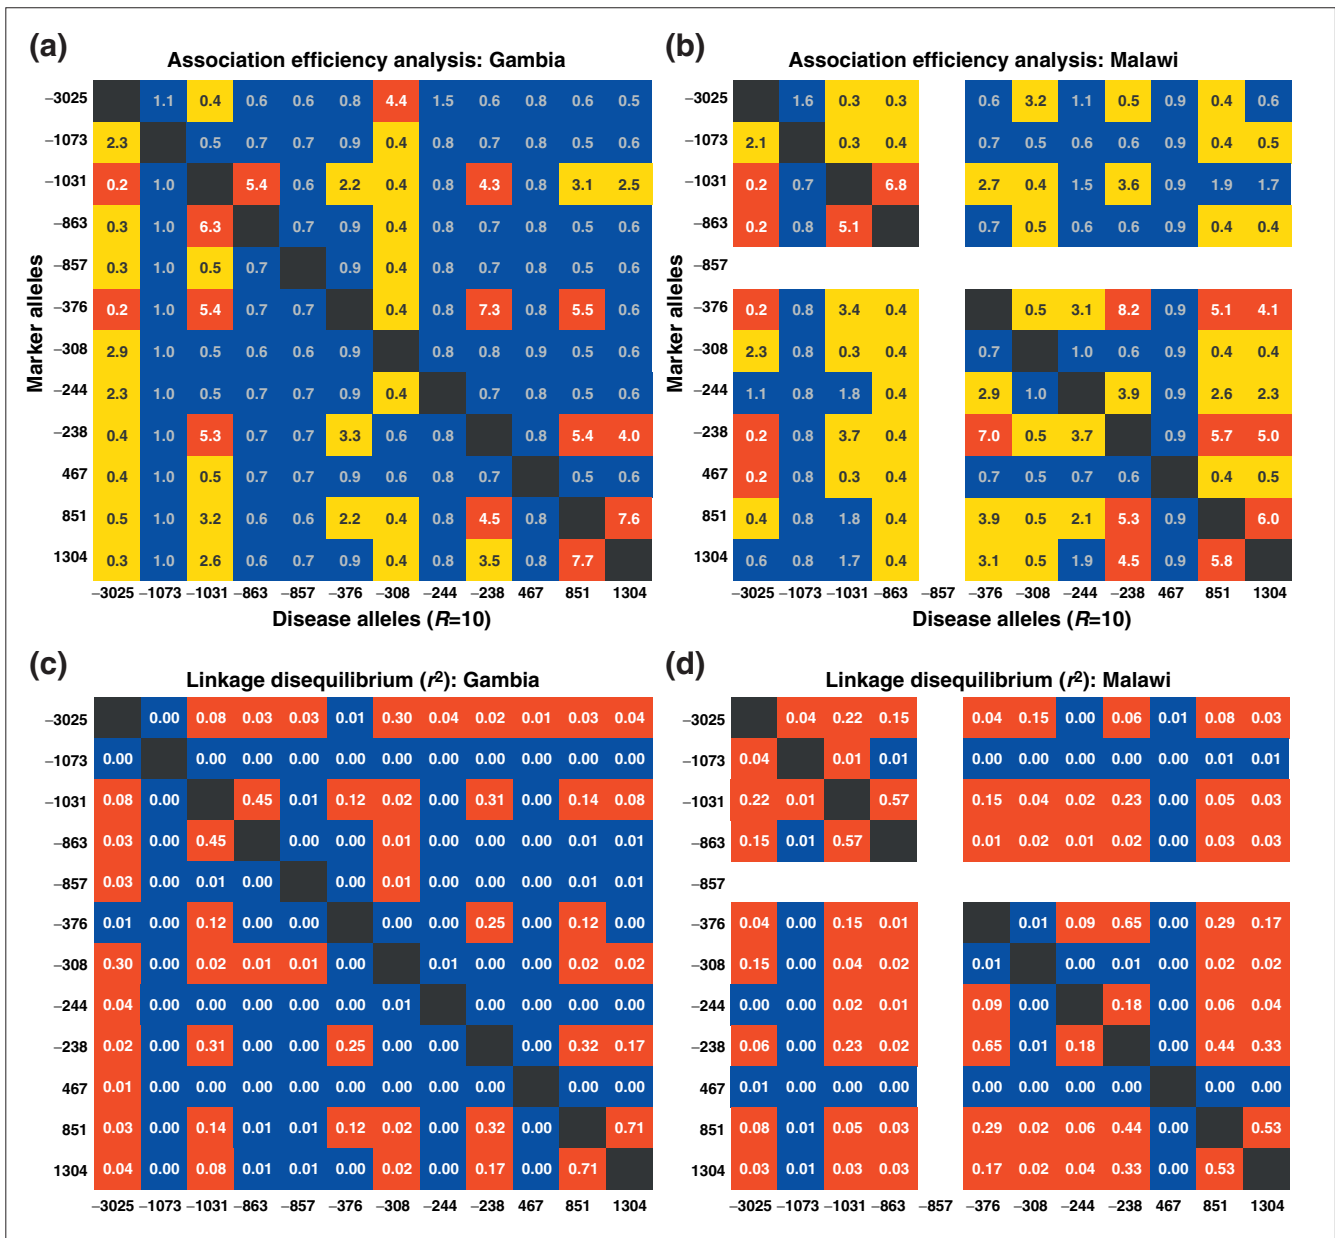 (a)
Association efficiency analysis: Gambia
Marker alleles
−3025 1.1 0.4 0.6 0.6 0.8 4.4 1.5 0.6 0.8 0.6 0.5
−1073 2.3 0.5 0.7 0.7 0.9 0.4 0.8 0.7 0.8 0.5 0.6
−1031 0.2 1.0 5.4 0.6 2.2 0.4 0.8 4.3 0.8 3.1 2.5
−863 0.3 1.0 6.3 0.7 0.9 0.4 0.8 0.7 0.8 0.5 0.6
−857 0.3 1.0 0.5 0.7 0.9 0.4 0.8 0.7 0.8 0.5 0.6
−376 0.2 1.0 5.4 0.7 0.7 0.4 0.8 7.3 0.8 5.5 0.6
−308 2.9 1.0 0.5 0.6 0.6 0.9 0.8 0.8 0.9 0.5 0.6
−244 2.3 1.0 0.5 0.7 0.7 0.9 0.4 0.7 0.8 0.5 0.6
−238 0.4 1.0 5.3 0.7 0.7 3.3 0.6 0.8 0.8 5.4 4.0
467 0.4 1.0 0.5 0.7 0.7 0.9 0.6 0.8 0.7 0.5 0.6
851 0.5 1.0 3.2 0.6 0.6 2.2 0.4 0.8 4.5 0.8 7.6
1304 0.3 1.0 2.6 0.6 0.7 0.9 0.4 0.8 3.5 0.8 7.7
−3025 −1073 −1031 −863 −857 −376 −308 −244 −238 467 851 1304
Disease alleles (R=10)
(b)
Association efficiency analysis: Malawi
Marker alleles
−3025 1.6 0.3 0.3 0.6 3.2 1.1 0.5 0.9 0.4 0.6
−1073 2.1 0.3 0.4 0.7 0.5 0.6 0.6 0.9 0.4 0.5
−1031 0.2 0.7 6.8 2.7 0.4 1.5 3.6 0.9 1.9 1.7
−863 0.2 0.8 5.1 0.7 0.5 0.6 0.6 0.9 0.4 0.4
−857
−376 0.2 0.8 3.4 0.4 0.5 3.1 8.2 0.9 5.1 4.1
−308 2.3 0.8 0.3 0.4 0.7 1.0 0.6 0.9 0.4 0.4
−244 1.1 0.8 1.8 0.4 2.9 1.0 3.9 0.9 2.6 2.3
−238 0.2 0.8 3.7 0.4 7.0 0.5 3.7 0.9 5.7 5.0
467 0.2 0.8 0.3 0.4 0.7 0.5 0.7 0.6 0.4 0.5
851 0.4 0.8 1.8 0.4 3.9 0.5 2.1 5.3 0.9 6.0
1304 0.6 0.8 1.7 0.4 3.1 0.5 1.9 4.5 0.9 5.8
−3025 −1073 −1031 −863 −857 −376 −308 −244 −238 467 851 1304
Disease alleles (R=10)
(c)
Linkage disequilibrium (r²): Gambia
−3025 0.00 0.08 0.03 0.03 0.01 0.30 0.04 0.02 0.01 0.03 0.04
−1073 0.00 0.00 0.00 0.00 0.00 0.00 0.00 0.00 0.00 0.00 0.00
−1031 0.08 0.00 0.45 0.01 0.12 0.02 0.00 0.31 0.00 0.14 0.08
−863 0.03 0.00 0.45 0.00 0.00 0.01 0.00 0.00 0.00 0.01 0.01
−857 0.03 0.00 0.01 0.00 0.00 0.01 0.00 0.00 0.00 0.01 0.01
−376 0.01 0.00 0.12 0.00 0.00 0.00 0.00 0.25 0.00 0.12 0.00
−308 0.30 0.00 0.02 0.01 0.01 0.00 0.01 0.00 0.00 0.02 0.02
−244 0.04 0.00 0.00 0.00 0.00 0.00 0.01 0.00 0.00 0.00 0.00
−238 0.02 0.00 0.31 0.00 0.00 0.25 0.00 0.00 0.00 0.32 0.17
467 0.01 0.00 0.00 0.00 0.00 0.00 0.00 0.00 0.00 0.00 0.00
851 0.03 0.00 0.14 0.01 0.01 0.12 0.02 0.00 0.32 0.00 0.71
1304 0.04 0.00 0.08 0.01 0.01 0.00 0.02 0.00 0.17 0.00 0.71
−3025 −1073 −1031 −863 −857 −376 −308 −244 −238 467 851 1304
(d)
Linkage disequilibrium (r²): Malawi
−3025 0.04 0.22 0.15 0.04 0.15 0.00 0.06 0.01 0.08 0.03
−1073 0.04 0.01 0.01 0.00 0.00 0.00 0.00 0.00 0.01 0.01
−1031 0.22 0.01 0.57 0.15 0.04 0.02 0.23 0.00 0.05 0.03
−863 0.15 0.01 0.57 0.01 0.02 0.01 0.02 0.00 0.03 0.03
−857
−376 0.04 0.00 0.15 0.01 0.01 0.09 0.65 0.00 0.29 0.17
−308 0.15 0.00 0.04 0.02 0.01 0.00 0.01 0.00 0.02 0.02
−244 0.00 0.00 0.02 0.01 0.09 0.00 0.18 0.00 0.06 0.04
−238 0.06 0.00 0.23 0.02 0.65 0.01 0.18 0.00 0.44 0.33
467 0.01 0.00 0.00 0.00 0.00 0.00 0.00 0.00 0.00 0.00
851 0.08 0.01 0.05 0.03 0.29 0.02 0.06 0.44 0.00 0.53
1304 0.03 0.01 0.03 0.03 0.17 0.02 0.04 0.33 0.00 0.53
−3025 −1073 −1031 −863 −857 −376 −308 −244 −238 467 851 1304